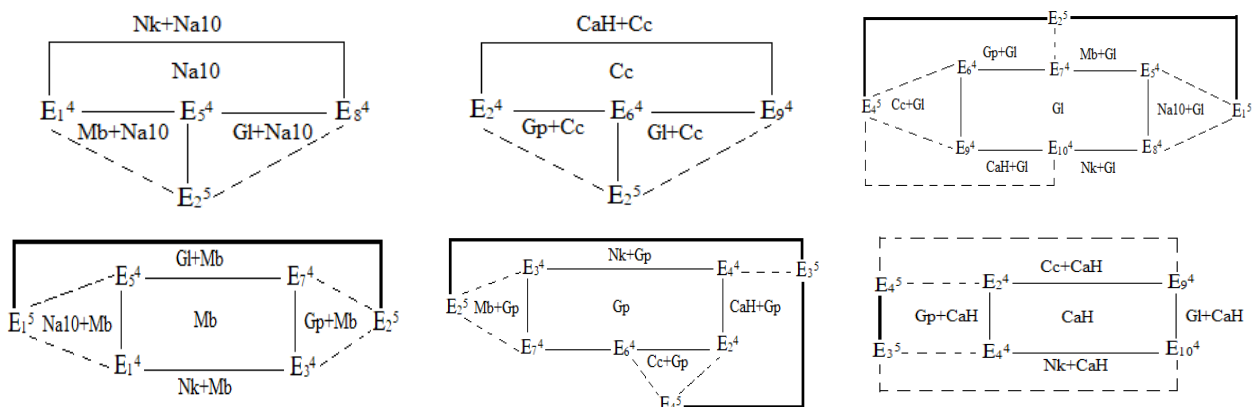 Nk+Na10
Na10
E₁⁴ E₅⁴ E₈⁴
Mb+Na10 Gl+Na10
E₂⁵
CaH+Cc
Cc
E₂⁴ E₆⁴ E₉⁴
Gp+Cc Gl+Cc
E₂⁵
E₂⁵
Gp+Gl Mb+Gl
E₆⁴ E₇⁴ E₅⁴
E₄⁵ Cc+Gl Gl Na10+Gl E₁⁵
E₉⁴ E₁₀⁴ E₈⁴
CaH+Gl Nk+Gl
Gl+Mb
E₅⁴ E₇⁴
E₁⁵ Na10+Mb Mb Gp+Mb E₂⁵
E₁⁴ E₃⁴
Nk+Mb
Nk+Gp
E₃⁴ E₄⁴ E₃⁵
E₂⁵ Mb+Gp Gp CaH+Gp
E₇⁴ E₆⁴ E₂⁴
Cc+Gp
Cc+CaH
E₄⁵ E₂⁴ E₉⁴
Gp+CaH CaH Gl+CaH
E₃⁵ E₄⁴ E₁₀⁴
Nk+CaH